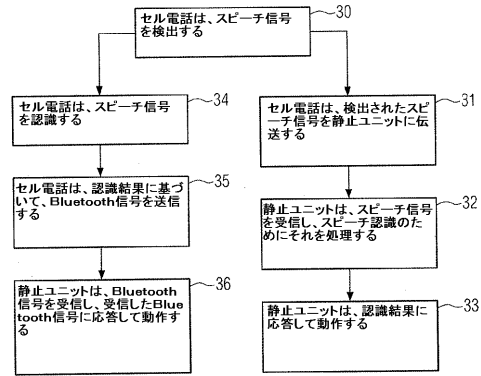 セル電話は、スピーチ信号
を検出する
30
セル電話は、スピーチ信号
を認識する
34
セル電話は、認識結果に基づ
いて、Bluetooth信号を送信
する
35
静止ユニットは、Bluetooth
信号を受信し、受信したBlue
tooth信号に応答して動作す
る
36
セル電話は、検出されたスピ
ーチ信号を静止ユニットに伝
送する
31
静止ユニットは、スピーチ信号
を受信し、スピーチ認識のた
めにそれを処理する
32
静止ユニットは、認識結果に
応答して動作する
33